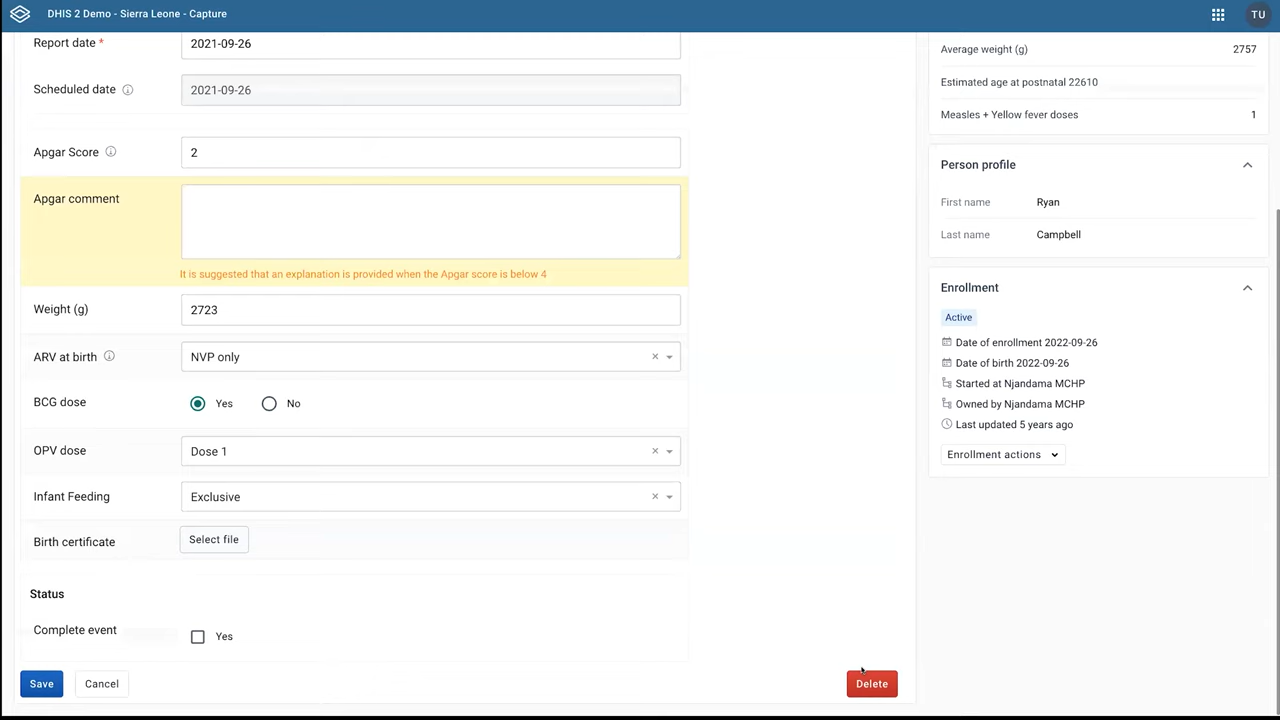 DHIS 2 Demo - Sierra Leone - Capture
TU
Report date *
2021-09-26
Scheduled date
2021-09-26
Apgar Score
2
Apgar comment
It is suggested that an explanation is provided when the Apgar score is below 4
Weight (g)
2723
ARV at birth
NVP only
BCG dose
Yes
No
OPV dose
Dose 1
Infant Feeding
Exclusive
Birth certificate
Select file
Status
Complete event
Yes
Save
Cancel
Delete
Average weight (g)
2757
Estimated age at postnatal 22610
Measles + Yellow fever doses
1
Person profile
First name
Ryan
Last name
Campbell
Enrollment
Active
Date of enrollment 2022-09-26
Date of birth 2022-09-26
Started at Njandama MCHP
Owned by Njandama MCHP
Last updated 5 years ago
Enrollment actions